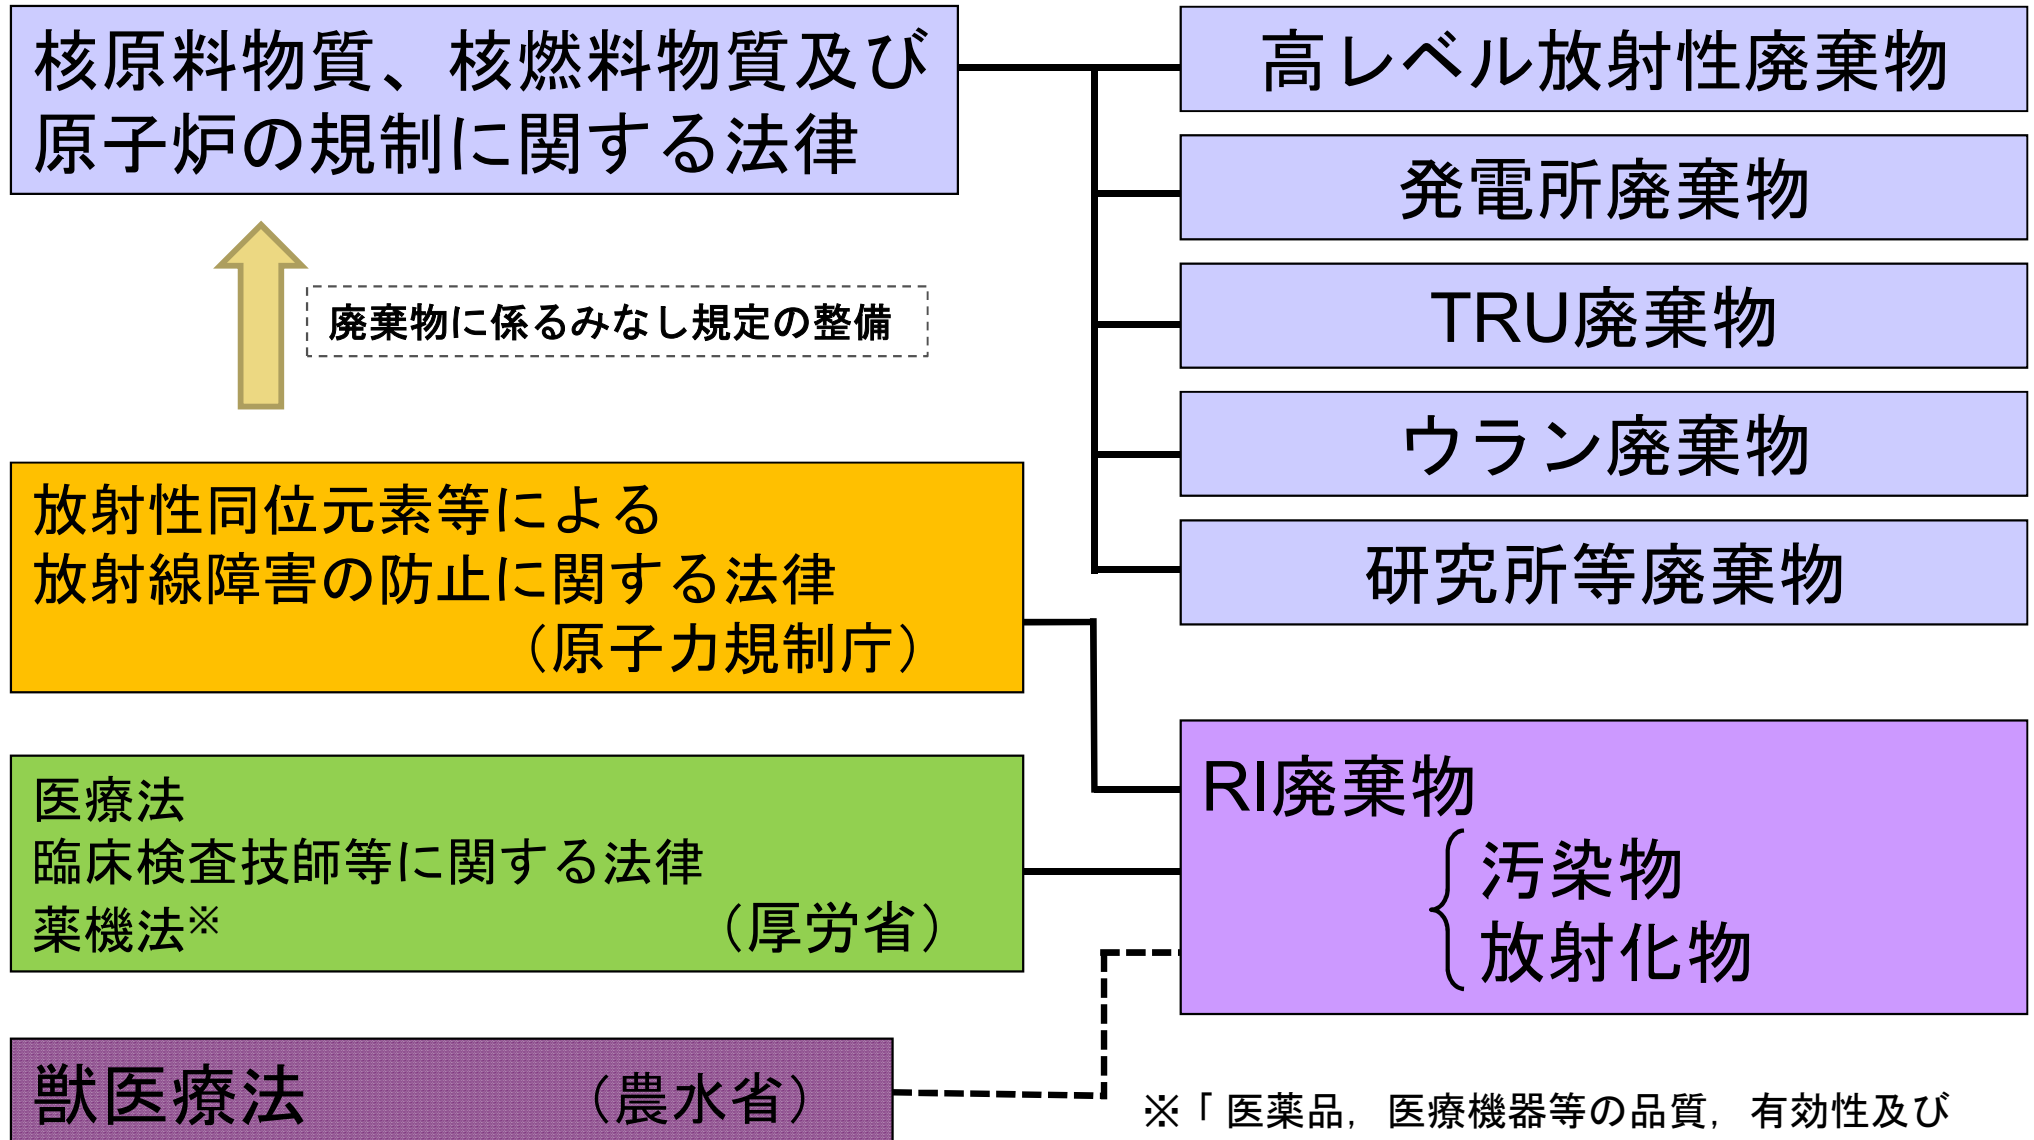 核原料物質、核燃料物質及び
原子炉の規制に関する法律
廃棄物に係るみなし規定の整備
放射性同位元素等による
放射線障害の防止に関する法律
（原子力規制庁）
医療法
臨床検査技師等に関する法律
薬機法※ （厚労省）
獣医療法 （農水省）
高レベル放射性廃棄物
発電所廃棄物
TRU廃棄物
ウラン廃棄物
研究所等廃棄物
RI廃棄物
汚染物
放射化物
※「医薬品，医療機器等の品質，有効性及び